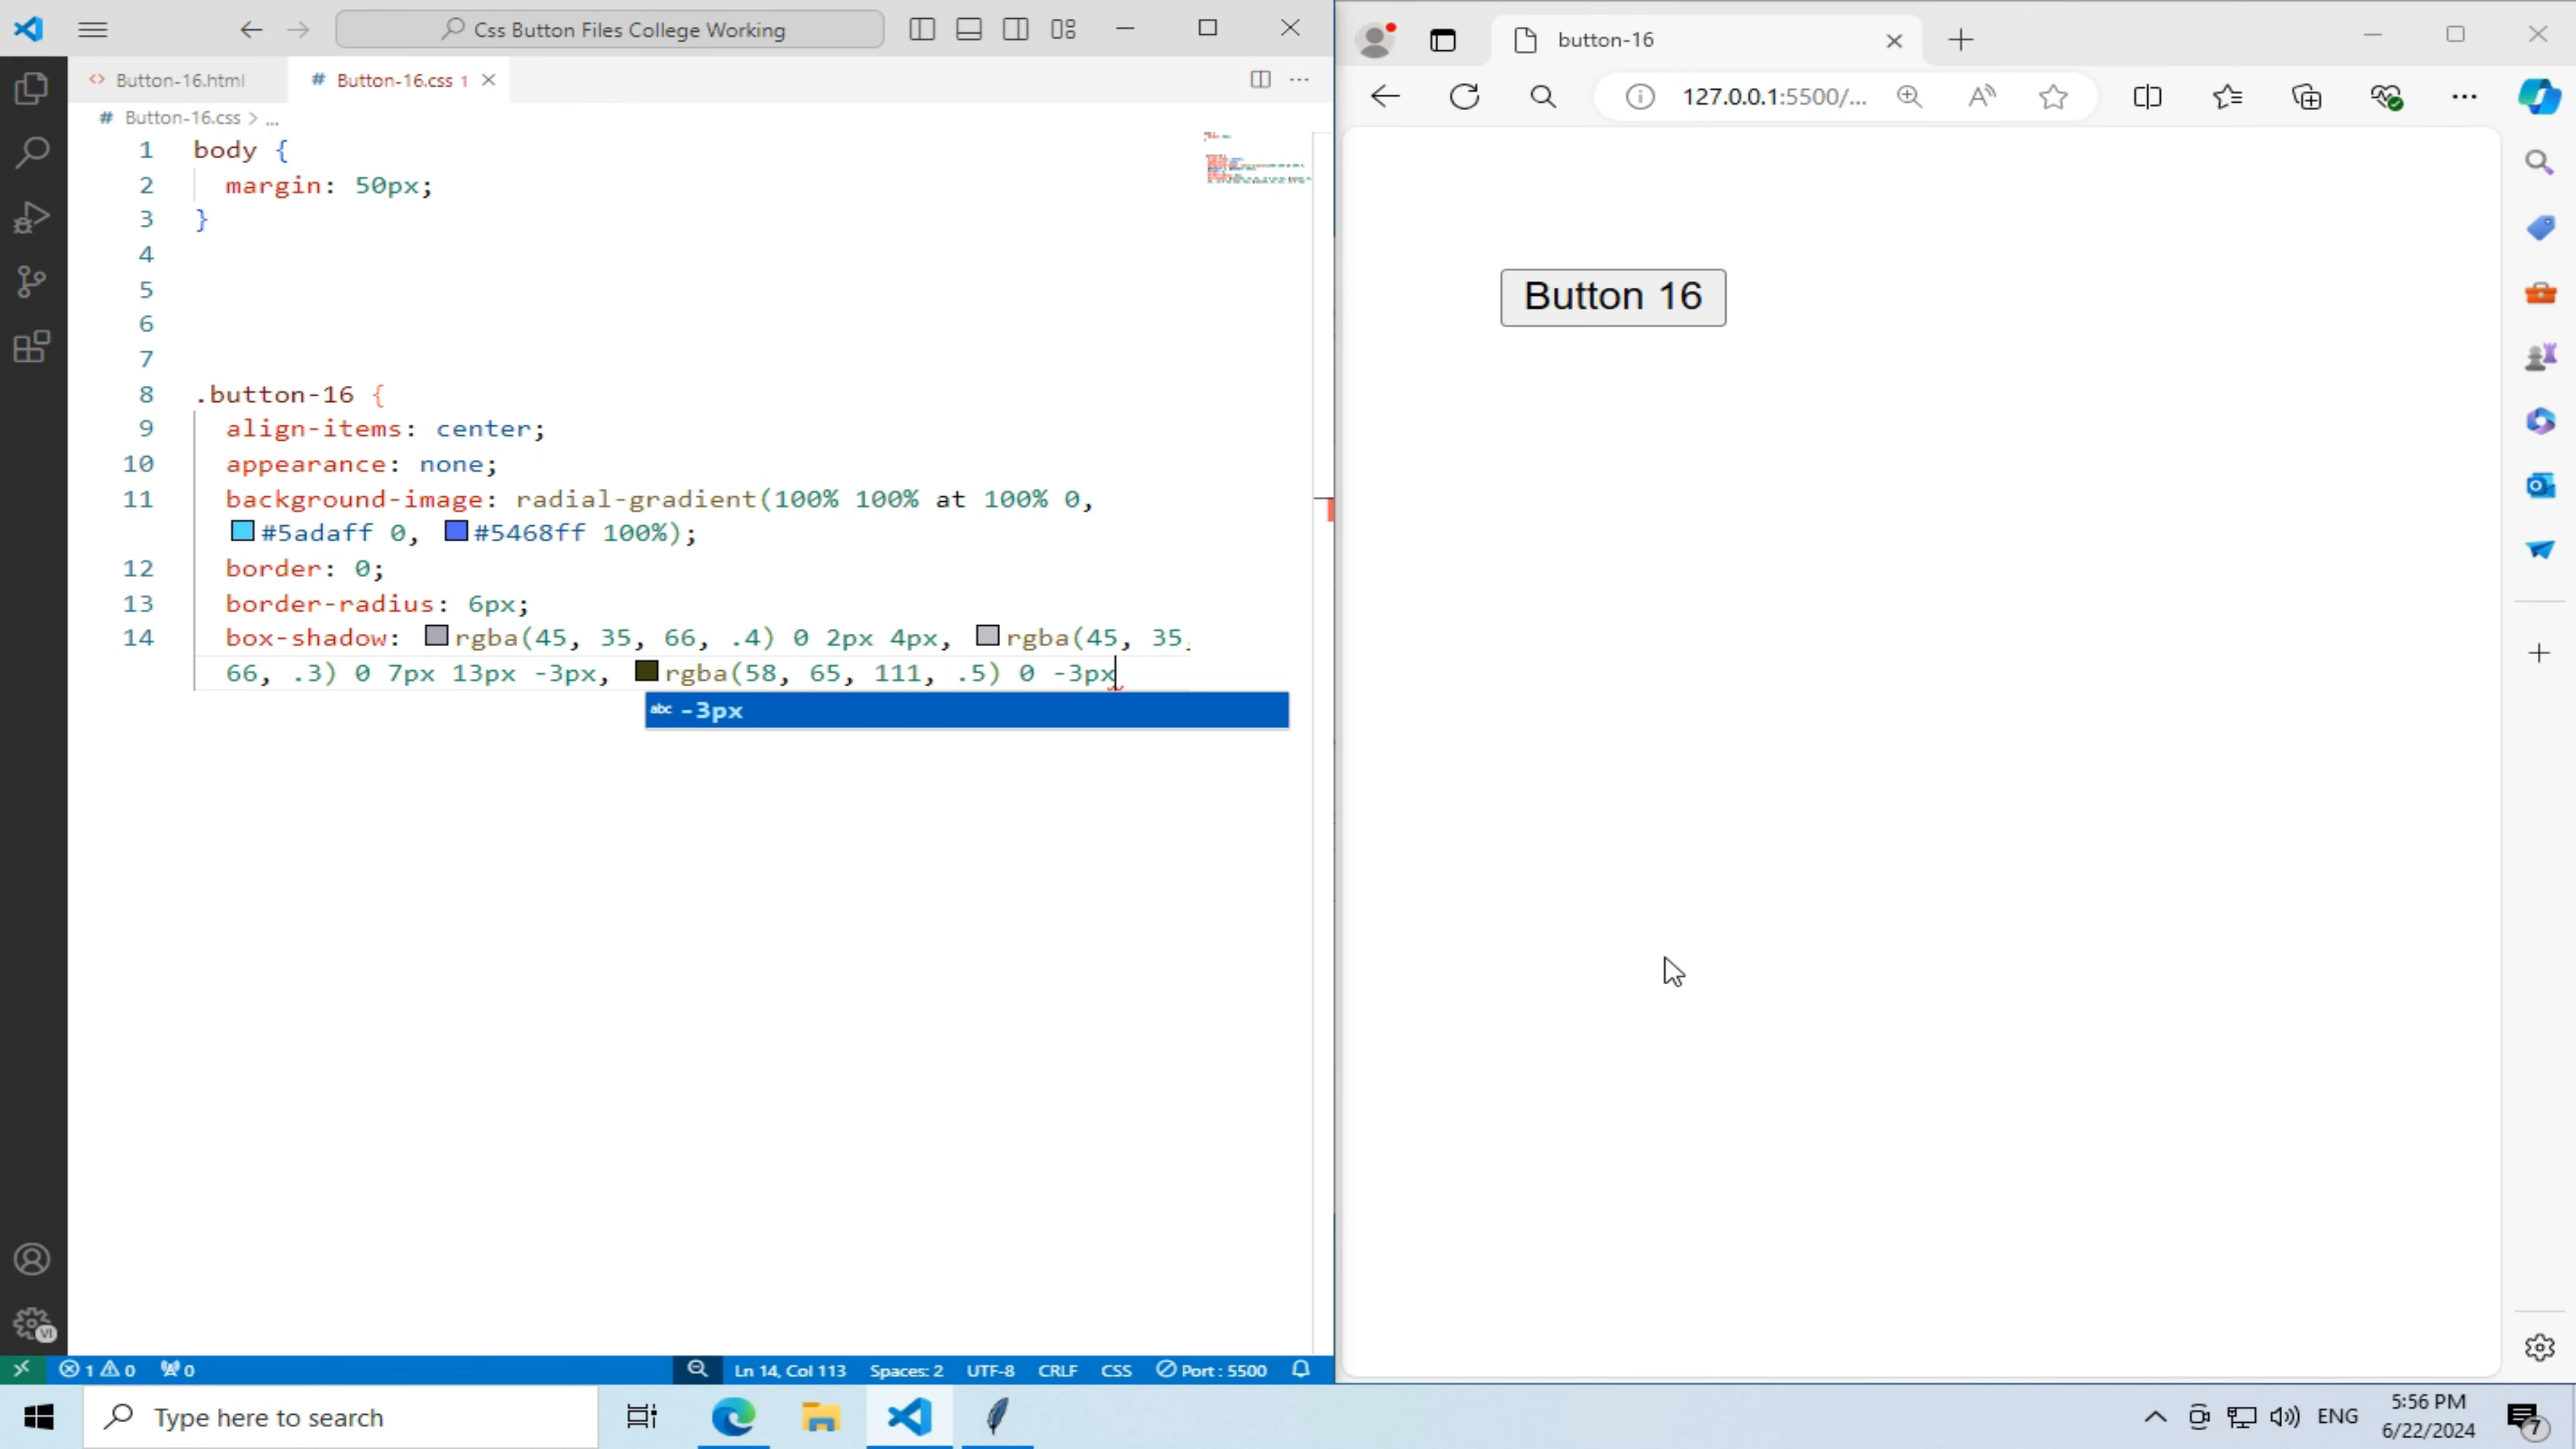 Css Button Files College Working
Button-16.html
# Button-16.css 1
# Button-16.css > ...
1 body {
2 margin: 50px;
3 }
4
5
6
7
8 .button-16 {
9 align-items: center;
10 appearance: none;
11 background-image: radial-gradient(100% 100% at 100% 0,
#5adaff 0, #5468ff 100%);
12 border: 0;
13 border-radius: 6px;
14 box-shadow: rgba(45, 35, 66, .4) 0 2px 4px, rgba(45, 35,
66, .3) 0 7px 13px -3px, rgba(58, 65, 111, .5) 0 -3px
abc -3px
VI
1 0 0
Ln 14, Col 113 Spaces: 2 UTF-8 CRLF CSS Port : 5500
button-16
127.0.0.1:5500/...
Button 16
Type here to search
ENG
5:56 PM
6/22/2024
7